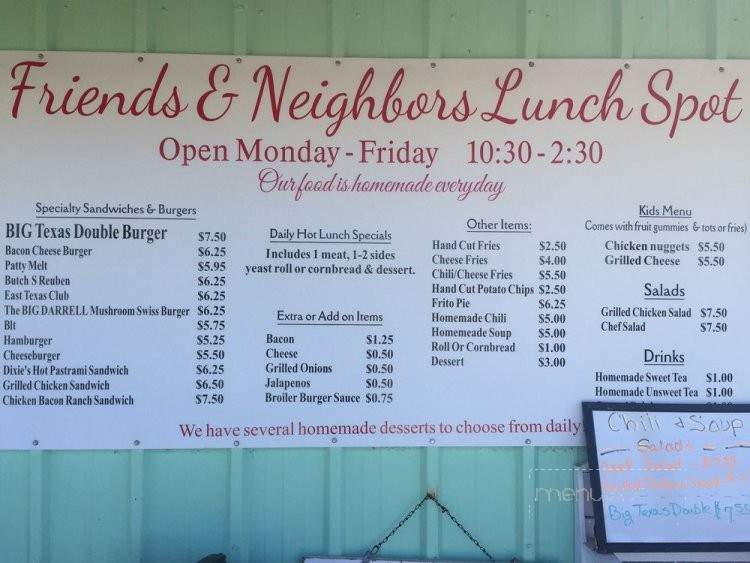 Friends & Neighbors Lunch Spot
Open Monday - Friday 10:30 - 2:30
Our food is homemade everyday
Specialty Sandwiches & Burgers
BIG Texas Double Burger $7.50
Bacon Cheese Burger $6.25
Patty Melt $5.95
Butch S Reuben $6.25
East Texas Club $6.25
The BIG DARRELL Mushroom Swiss Burger $6.25
Blt $5.75
Hamburger $5.25
Cheeseburger $5.50
Dixie's Hot Pastrami Sandwich $6.25
Grilled Chicken Sandwich $6.50
Chicken Bacon Ranch Sandwich $7.50
Daily Hot Lunch Specials
Includes 1 meat, 1-2 sides
yeast roll or cornbread & dessert.
Extra or Add on Items
Bacon $1.25
Cheese $0.50
Grilled Onions $0.50
Jalapenos $0.50
Broiler Burger Sauce $0.75
Other Items:
Hand Cut Fries $2.50
Cheese Fries $4.00
Chili/Cheese Fries $5.50
Hand Cut Potato Chips $2.50
Frito Pie $6.25
Homemade Chili $5.00
Homemeade Soup $5.00
Roll Or Cornbread $1.00
Dessert $3.00
Kids Menu
Comes with fruit gummies & tots or fries)
Chicken nuggets $5.50
Grilled Cheese $5.50
Salads
Grilled Chicken Salad $7.50
Chef Salad $7.50
Drinks
Homemade Sweet Tea $1.00
Homemade Unsweet Tea $1.00
We have several homemade desserts to choose from daily
Chili & Soup
Salads
Big Texas Double $7.50
menu